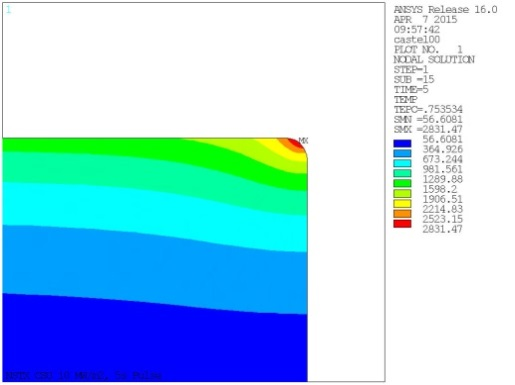 1
ANSYS Release 16.0
APR 7 2015
09:57:42
castel00
PLOT NO. 1
NODAL SOLUTION
STEP=1
SUB =15
TIME=5
TEMP
TEPC=.753534
SMN =56.6081
SMX =2831.47
MX
56.6081
364.926
673.244
981.561
1289.88
1598.2
1906.51
2214.83
2523.15
2831.47